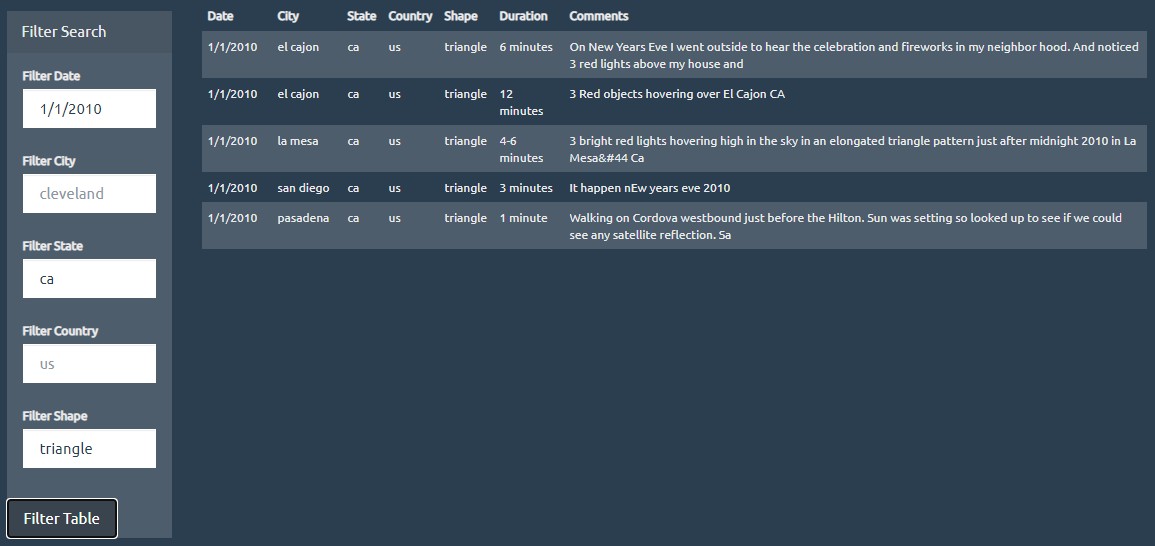 Filter Search
Filter Date
1/1/2010
Filter City
cleveland
Filter State
ca
Filter Country
us
Filter Shape
triangle
Filter Table
Date City State Country Shape Duration Comments
1/1/2010 el cajon ca us triangle 6 minutes On New Years Eve I went outside to hear the celebration and fireworks in my neighbor hood. And noticed
3 red lights above my house and
1/1/2010 el cajon ca us triangle 12 3 Red objects hovering over El Cajon CA
minutes
1/1/2010 la mesa ca us triangle 4-6 3 bright red lights hovering high in the sky in an elongated triangle pattern just after midnight 2010 in La
minutes Mesa&#44 Ca
1/1/2010 san diego ca us triangle 3 minutes It happen nEw years eve 2010
1/1/2010 pasadena ca us triangle 1 minute Walking on Cordova westbound just before the Hilton. Sun was setting so looked up to see if we could
see any satellite reflection. Sa